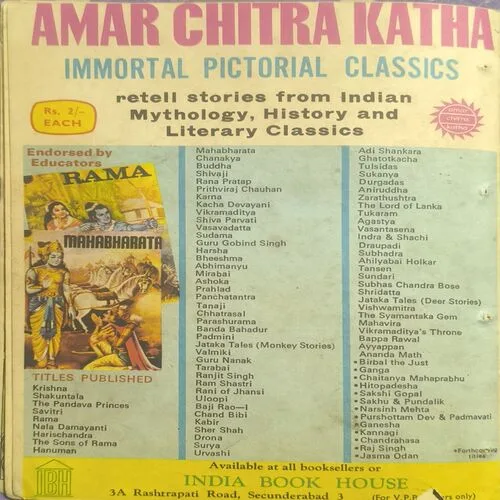 AMAR CHITRA KATHA
IMMORTAL PICTORIAL CLASSICS
retell stories from Indian
Mythology, History and
Literary Classics
Rs. 2/-
EACH
amar
chitra
katha
Endorsed by
Educators
RAMA
MAHABHARATA
TITLES PUBLISHED
Krishna
Shakuntala
The Pandava Princes
Savitri
Rama
Nala Damayanti
Harischandra
The Sons of Rama
Hanuman
Mahabharata
Chanakya
Buddha
Shivaji
Rana Pratap
Prithviraj Chauhan
Karna
Kacha Devayani
Vikramaditya
Shiva Parvati
Vasavadatta
Sudama
Guru Gobind Singh
Harsha
Bheeshma
Abhimanyu
Mirabai
Ashoka
Prahlad
Panchatantra
Tanaji
Chhatrasal
Parashurama
Banda Bahadur
Padmini
Jataka Tales (Monkey Stories)
Valmiki
Guru Nanak
Tarabai
Ranjit Singh
Ram Shastri
Rani of Jhansi
Uloopi
Baji Rao-I
Chand Bibi
Kabir
Sher Shah
Drona
Surya
Urvashi
Adi Shankara
Ghatotkacha
Tulsidas
Sukanya
Durgadas
Aniruddha
Zarathushtra
The Lord of Lanka
Tukaram
Agastya
Vasantasena
Indra & Shachi
Draupadi
Subhadra
Ahilyabai Holkar
Tansen
Sundari
Subhas Chandra Bose
Shridatta
Jataka Tales (Deer Stories)
Vishwamitra
The Syamantaka Gem
Mahavira
Vikramaditya's Throne
Bappa Rawal
Ayyappan
Ananda Math
•Birbal the Just
•Ganga
•Chaitanya Mahaprabhu
•Hitopadesha
•Sakshi Gopal
•Sakhu & Pundalik
•Narsinh Mehta
•Purshottam Dev & Padmavati
•Ganesha
•Kannagi
•Chandrahasa
•Raj Singh
•Jasma Odan
•Forthcoming
titles
Available at all booksellers or
INDIA BOOK HOUSE
3A Rashtrapati Road, Secunderabad 3
(For V.P.P. orders only)
IBH